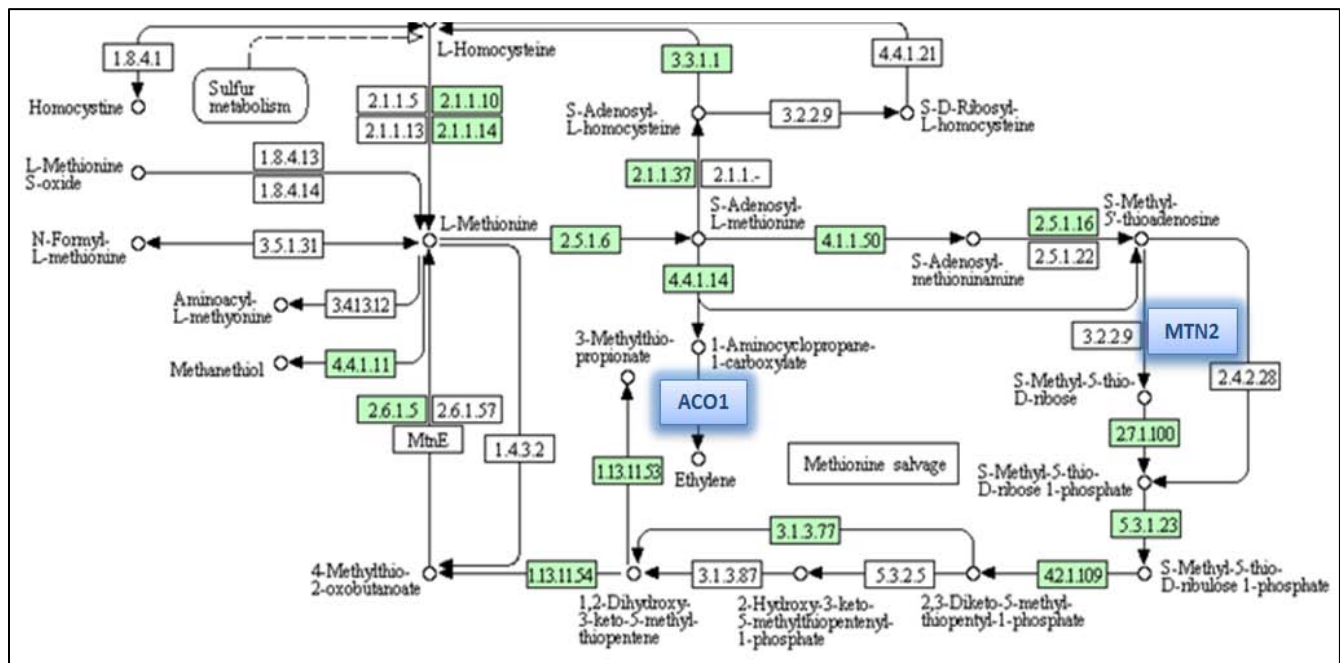 L-Homocysteine
1.8.4.1
3.3.1.1
4.4.1.21
Sulfur
metabolism
Homocystine
2.1.1.5
2.1.1.10
2.1.1.13
2.1.1.14
S-Adenosyl-
L-homocysteine
3.2.2.9
S-D-Ribosyl-
L-homocysteine
L-Methionine
S-oxide
1.8.4.13
1.8.4.14
2.1.1.37
2.1.1.-
L-Methionine
S-Adenosyl-
L-methionine
S-Methyl-
5'-thioadenosine
N-Formyl-
L-methionine
3.5.1.31
2.5.1.6
4.1.1.50
2.5.1.16
2.5.1.22
S-Adenosyl-
methioninamine
4.4.1.14
Aminoacyl-
L-methyonine
3.4.13.12
Methanethiol
4.4.1.11
3-Methylthio-
propionate
1-Aminocyclopropane-
1-carboxylate
3.2.2.9
MTN2
2.4.2.28
S-Methyl-5-thio-
D-ribose
ACO1
2.6.1.5
2.6.1.57
MtnE
1.4.3.2
2.7.1.100
1.13.11.53
Ethylene
Methionine salvage
S-Methyl-5-thio-
D-ribose 1-phosphate
5.3.1.23
3.1.3.77
4-Methylthio-
2-oxobutanoate
1.13.11.54
3.1.3.87
5.3.2.5
4.2.1.109
S-Methyl-5-thio-
D-ribulose 1-phosphate
1,2-Dihydroxy-
3-keto-5-methyl-
thiopentene
2-Hydroxy-3-keto-
5-methylthiopentenyl-
1-phosphate
2,3-Diketo-5-methyl-
thiopentyl-1-phosphate